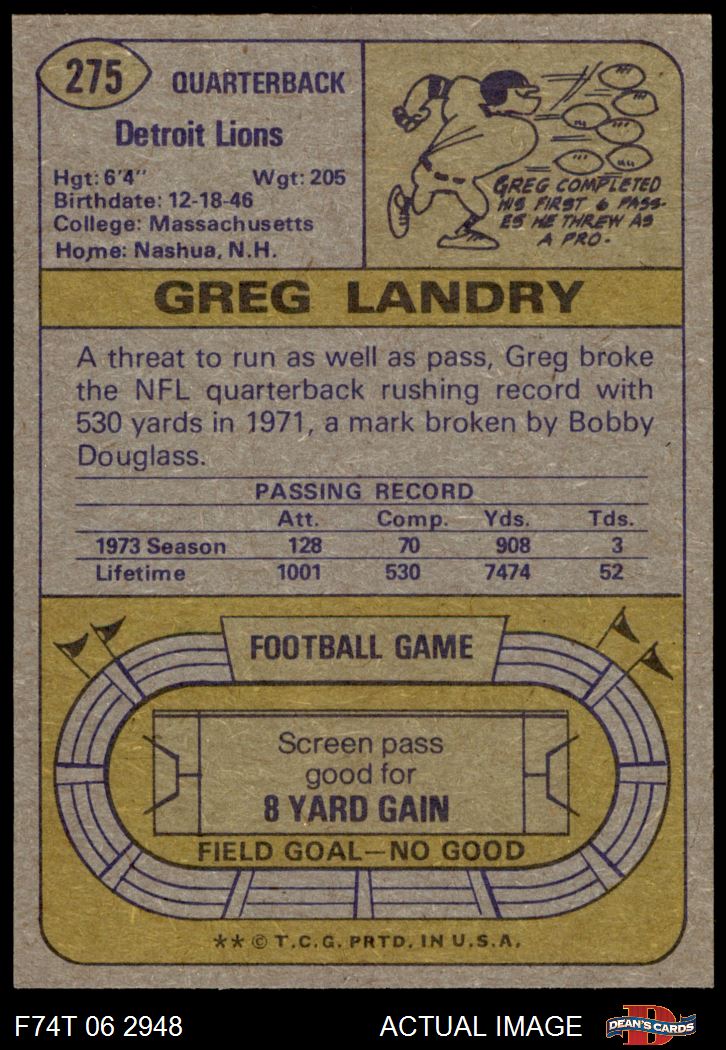 275 QUARTERBACK
Detroit Lions
Hgt: 6'4" Wgt: 205
Birthdate: 12-18-46
College: Massachusetts
Home: Nashua, N.H.
GREG COMPLETED
HIS FIRST 6 PASS-
ES HE THREW AS
A PRO.
GREG LANDRY
A threat to run as well as pass, Greg broke
the NFL quarterback rushing record with
530 yards in 1971, a mark broken by Bobby
Douglass.
PASSING RECORD
Att. Comp. Yds. Tds.
1973 Season 128 70 908 3
Lifetime 1001 530 7474 52
FOOTBALL GAME
Screen pass
good for
8 YARD GAIN
FIELD GOAL—NO GOOD
** © T.C.G. PRTD. IN U.S.A.
F74T 06 2948 ACTUAL IMAGE D DEAN'S CARDS